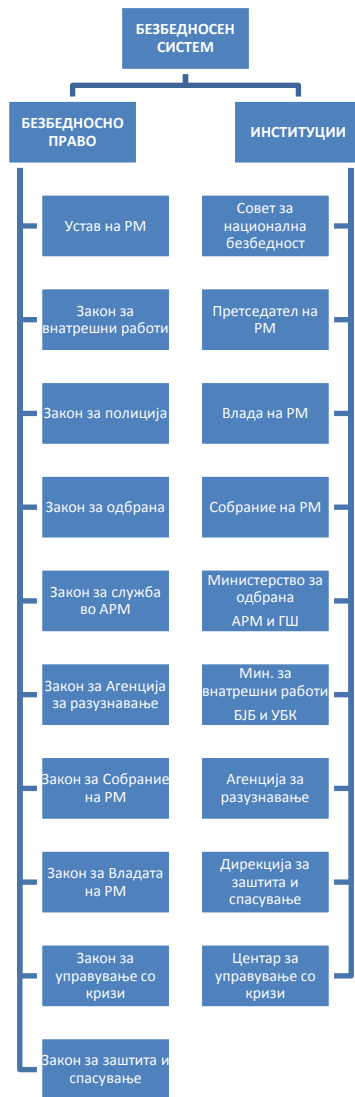 БЕЗБЕДНОСЕН
СИСТЕМ
БЕЗБЕДНОСНО
ПРАВО
Устав на РМ
Закон за
внатрешни работи
Закон за полиција
Закон за одбрана
Закон за служба
во АРМ
Закон за Агенција
за разузнавање
Закон за Собрание
на РМ
Закон за Владата
на РМ
Закон за
управување со
кризи
Закон за заштита и
спасување
ИНСТИТУЦИИ
Совет за
национална
безбедност
Претседател на
РМ
Влада на РМ
Собрание на РМ
Министерство за
одбрана
АРМ и ГШ
Мин. за
внатрешни работи
БЈБ и УБК
Агенција за
разузнавање
Дирекција за
заштита и
спасување
Центар за
управување со
кризи